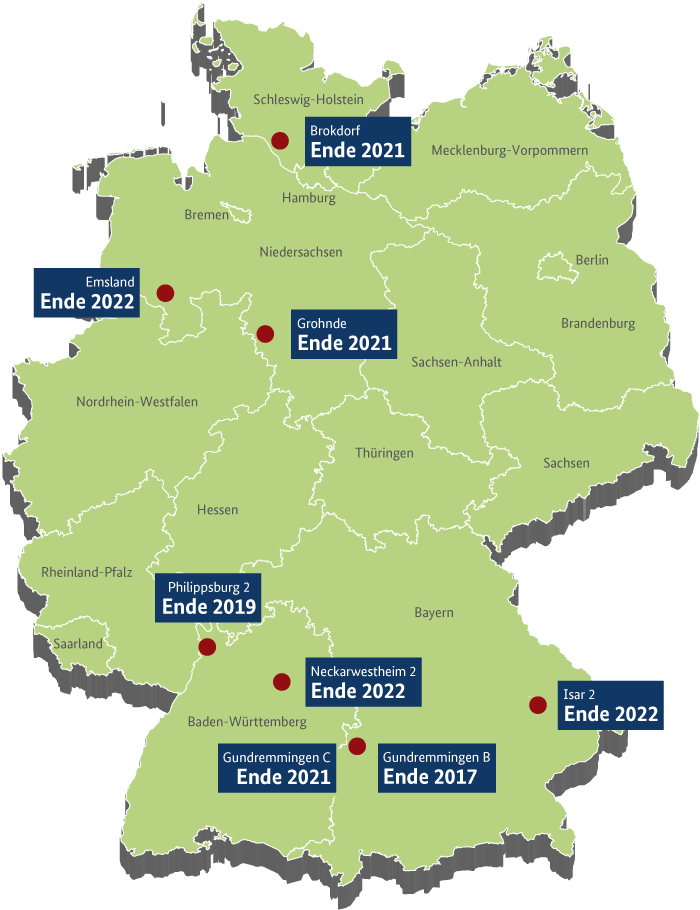 Schleswig-Holstein
Brokdorf
Ende 2021
Mecklenburg-Vorpommern
Hamburg
Bremen
Niedersachsen
Berlin
Emsland
Ende 2022
Grohnde
Ende 2021
Brandenburg
Sachsen-Anhalt
Nordrhein-Westfalen
Thüringen
Sachsen
Hessen
Rheinland-Pfalz
Philippsburg 2
Ende 2019
Bayern
Saarland
Neckarwestheim 2
Ende 2022
Isar 2
Ende 2022
Baden-Württemberg
Gundremmingen C
Ende 2021
Gundremmingen B
Ende 2017